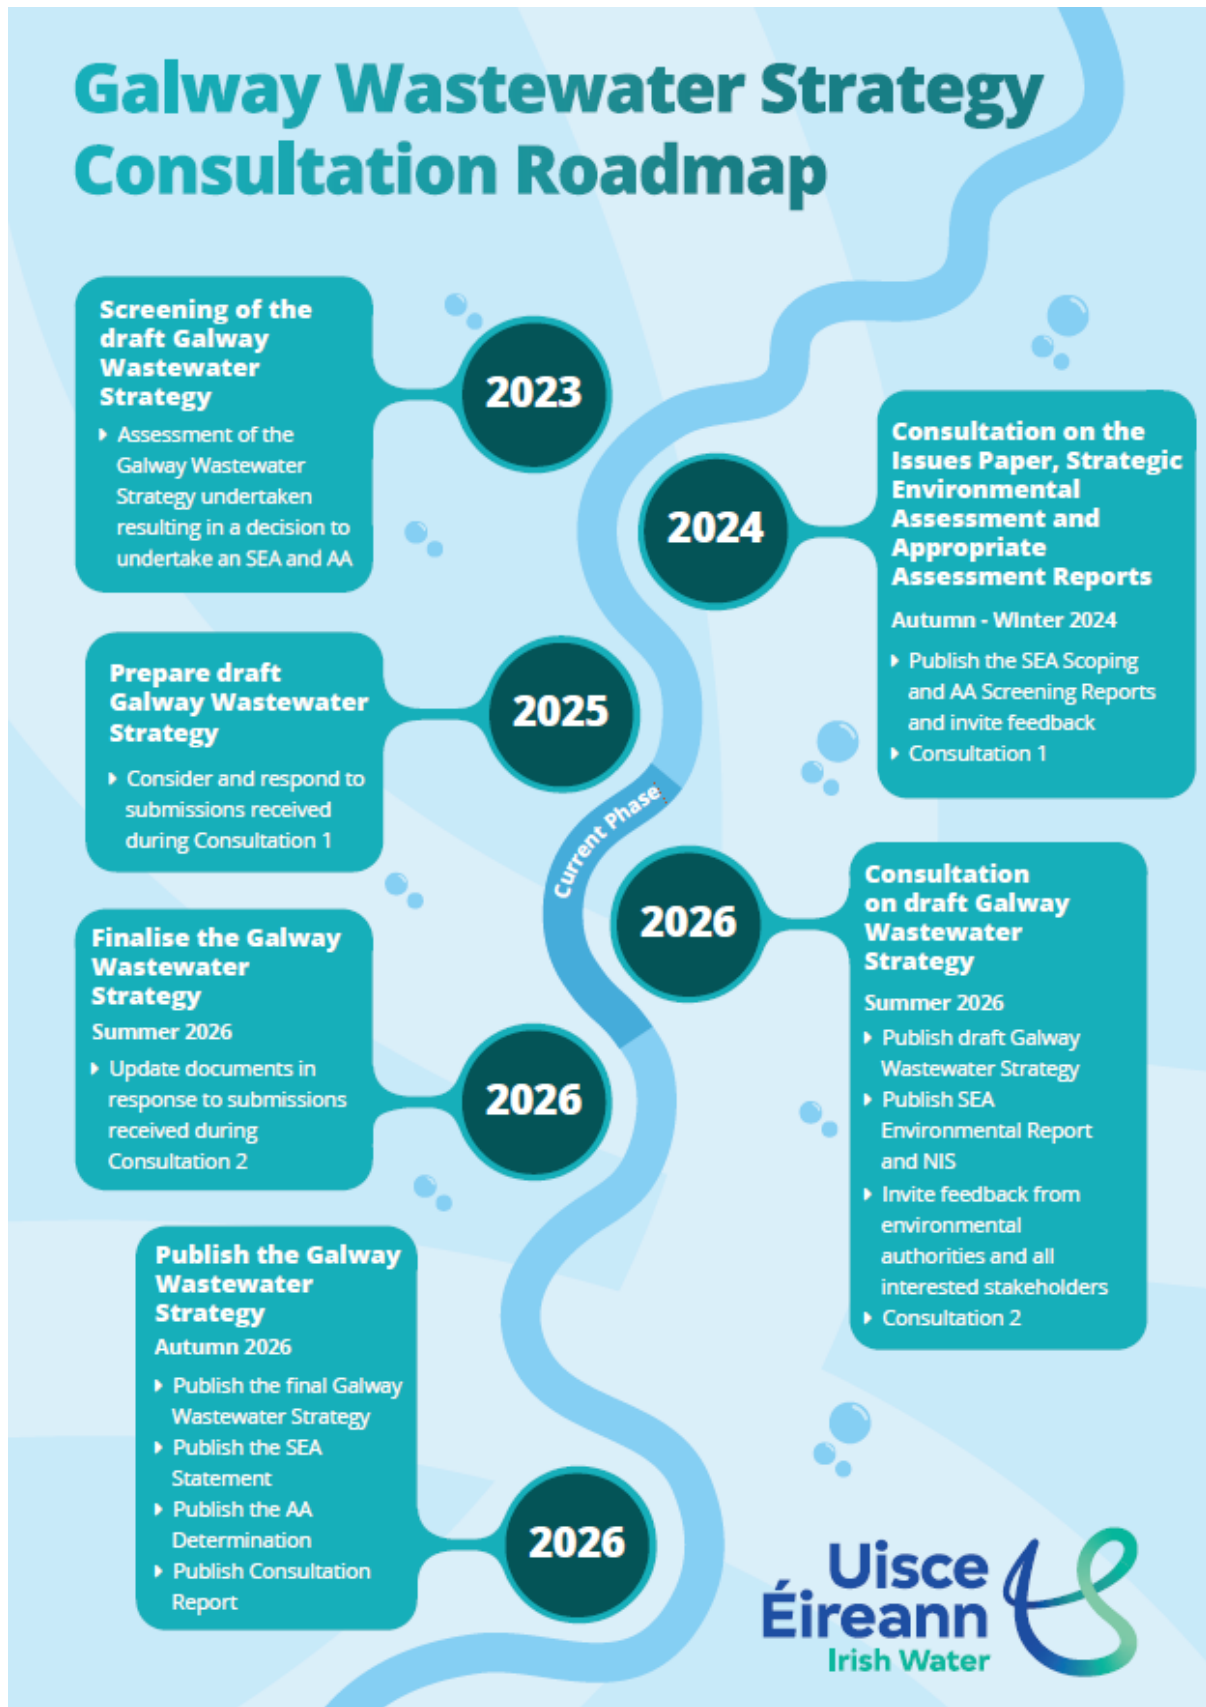 Galway Wastewater Strategy
Consultation Roadmap
Screening of the
draft Galway
Wastewater
Strategy
Assessment of the
Galway Wastewater
Strategy undertaken
resulting in a decision to
undertake an SEA and AA
2023
2024
Consultation on the
Issues Paper, Strategic
Environmental
Assessment and
Appropriate
Assessment Reports
Autumn - WInter 2024
Publish the SEA Scoping
and AA Screening Reports
and invite feedback
Consultation 1
Prepare draft
Galway Wastewater
Strategy
Consider and respond to
submissions received
during Consultation 1
2025
Current Phase
2026
Consultation
on draft Galway
Wastewater
Strategy
Summer 2026
Publish draft Galway
Wastewater Strategy
Publish SEA
Environmental Report
and NIS
Invite feedback from
environmental
authorities and all
interested stakeholders
Consultation 2
Finalise the Galway
Wastewater
Strategy
Summer 2026
Update documents in
response to submissions
received during
Consultation 2
2026
Publish the Galway
Wastewater
Strategy
Autumn 2026
Publish the final Galway
Wastewater Strategy
Publish the SEA
Statement
Publish the AA
Determination
Publish Consultation
Report
2026
Uisce
Éireann
Irish Water